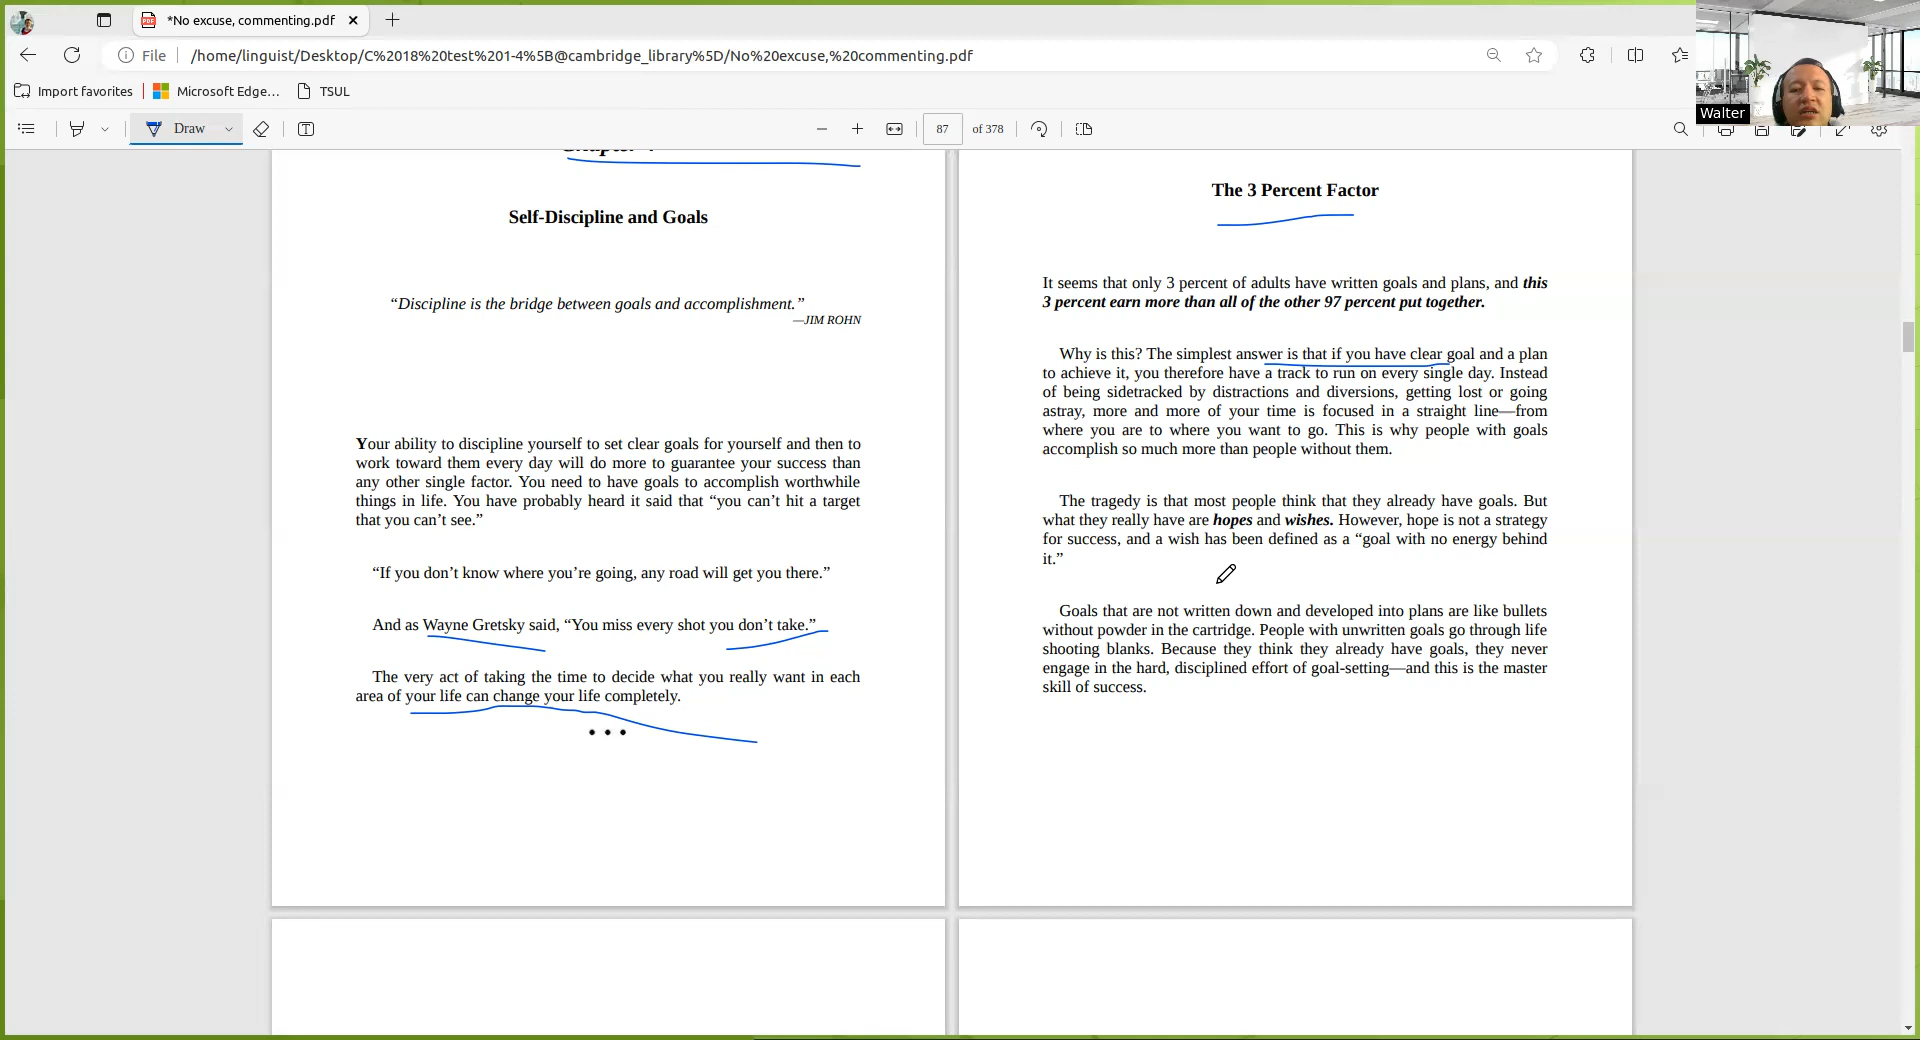 *No excuse, commenting.pdf
File
/home/linguist/Desktop/C%2018%20test%201-4%5B@cambridge_library%5D/No%20excuse,%20commenting.pdf
Import favorites
Microsoft Edge...
TSUL
Walter
Draw
87
of 378
Self-Discipline and Goals
“Discipline is the bridge between goals and accomplishment.”
—JIM ROHN
Your ability to discipline yourself to set clear goals for yourself and then to
work toward them every day will do more to guarantee your success than
any other single factor. You need to have goals to accomplish worthwhile
things in life. You have probably heard it said that “you can’t hit a target
that you can’t see.”
“If you don’t know where you’re going, any road will get you there.”
And as Wayne Gretsky said, “You miss every shot you don’t take.”
The very act of taking the time to decide what you really want in each
area of your life can change your life completely.
• • •
The 3 Percent Factor
It seems that only 3 percent of adults have written goals and plans, and this
3 percent earn more than all of the other 97 percent put together.
Why is this? The simplest answer is that if you have clear goal and a plan
to achieve it, you therefore have a track to run on every single day. Instead
of being sidetracked by distractions and diversions, getting lost or going
astray, more and more of your time is focused in a straight line—from
where you are to where you want to go. This is why people with goals
accomplish so much more than people without them.
The tragedy is that most people think that they already have goals. But
what they really have are hopes and wishes. However, hope is not a strategy
for success, and a wish has been defined as a “goal with no energy behind
it.”
Goals that are not written down and developed into plans are like bullets
without powder in the cartridge. People with unwritten goals go through life
shooting blanks. Because they think they already have goals, they never
engage in the hard, disciplined effort of goal-setting—and this is the master
skill of success.